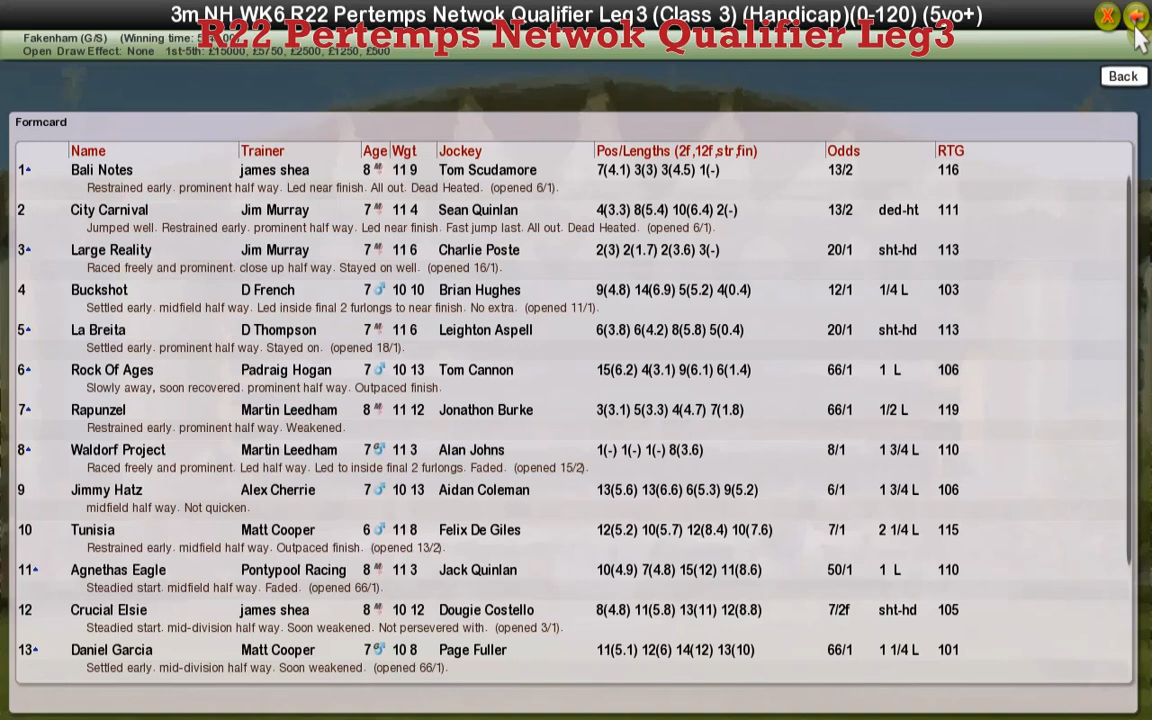 3m NH WK6 R22 Pertemps Netwok Qualifier Leg3 (Class 3) (Handicap)(0-120) (5yo+)
R22 Pertemps Netwok Qualifier Leg3
Fakenham (G/S) (Winning time:
Open Draw Effect: None 1st-5th: £15000, £5750, £2500, £1250, £500
Back
Formcard
Name Trainer Age Wgt Jockey Pos/Lengths (2f,12f,str,fin) Odds RTG
1 Bali Notes james shea 8 11 9 Tom Scudamore 7(4.1) 3(3) 3(4.5) 1(-) 13/2 116
Restrained early. prominent half way. Led near finish. All out. Dead Heated. (opened 6/1).
2 City Carnival Jim Murray 7 11 4 Sean Quinlan 4(3.3) 8(5.4) 10(6.4) 2(-) 13/2 ded-ht 111
Jumped well. Restrained early. prominent half way. Led near finish. Fast jump last. All out. Dead Heated. (opened 6/1).
3 Large Reality Jim Murray 7 11 6 Charlie Poste 2(3) 2(1.7) 2(3.6) 3(-) 20/1 sht-hd 113
Raced freely and prominent. close up half way. Stayed on well. (opened 16/1).
4 Buckshot D French 7 10 10 Brian Hughes 9(4.8) 14(6.9) 5(5.2) 4(0.4) 12/1 1/4 L 103
Settled early. midfield half way. Led inside final 2 furlongs to near finish. No extra. (opened 11/1).
5 La Breita D Thompson 7 11 6 Leighton Aspell 6(3.8) 6(4.2) 8(5.8) 5(0.4) 20/1 sht-hd 113
Settled early. prominent half way. Stayed on. (opened 18/1).
6 Rock Of Ages Padraig Hogan 7 10 13 Tom Cannon 15(6.2) 4(3.1) 9(6.1) 6(1.4) 66/1 1 L 106
Slowly away, soon recovered. prominent half way. Outpaced finish.
7 Rapunzel Martin Leedham 8 11 12 Jonathon Burke 3(3.1) 5(3.3) 4(4.7) 7(1.8) 66/1 1/2 L 119
Restrained early. prominent half way. Weakened.
8 Waldorf Project Martin Leedham 7 11 3 Alan Johns 1(-) 1(-) 1(-) 8(3.6) 8/1 1 3/4 L 110
Raced freely and prominent. Led half way. Led to inside final 2 furlongs. Faded. (opened 15/2).
9 Jimmy Hatz Alex Cherrie 7 10 13 Aidan Coleman 13(5.6) 13(6.6) 6(5.3) 9(5.2) 6/1 1 3/4 L 106
midfield half way. Not quicken.
10 Tunisia Matt Cooper 6 11 8 Felix De Giles 12(5.2) 10(5.7) 12(8.4) 10(7.6) 7/1 2 1/4 L 115
Restrained early. midfield half way. Outpaced finish. (opened 13/2).
11 Agnethas Eagle Pontypool Racing 8 11 3 Jack Quinlan 10(4.9) 7(4.8) 15(12) 11(8.6) 50/1 1 L 110
Steadied start. midfield half way. Faded. (opened 66/1).
12 Crucial Elsie james shea 8 10 12 Dougie Costello 8(4.8) 11(5.8) 13(11) 12(8.8) 7/2f sht-hd 105
Steadied start. mid-division half way. Soon weakened. Not persevered with. (opened 3/1).
13 Daniel Garcia Matt Cooper 7 10 8 Page Fuller 11(5.1) 12(6) 14(12) 13(10) 66/1 1 1/4 L 101
Settled early. mid-division half way. Soon weakened. (opened 66/1).